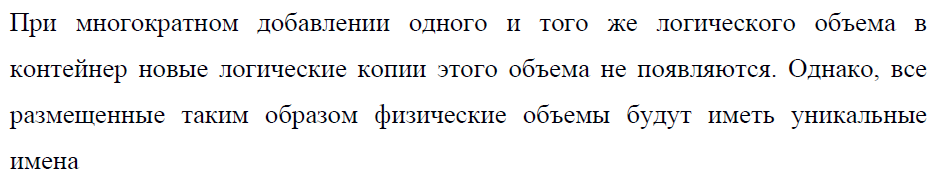 При многократном добавлении одного и того же логического объема в
контейнер новые логические копии этого объема не появляются. Однако, все
размещенные таким образом физические объемы будут иметь уникальные
имена